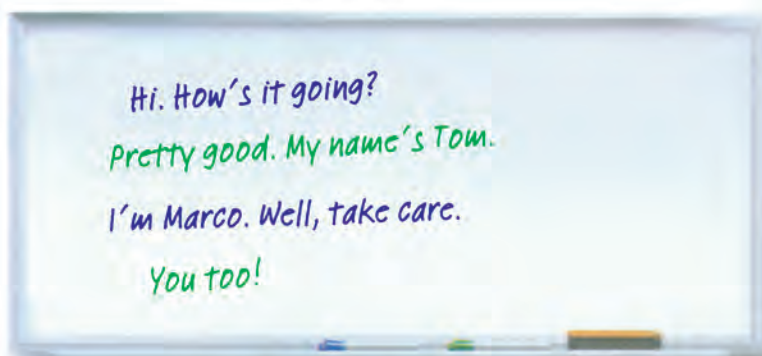 Hi. How's it going?
Pretty good. My name's Tom.
I'm Marco. Well, take care.
You too!